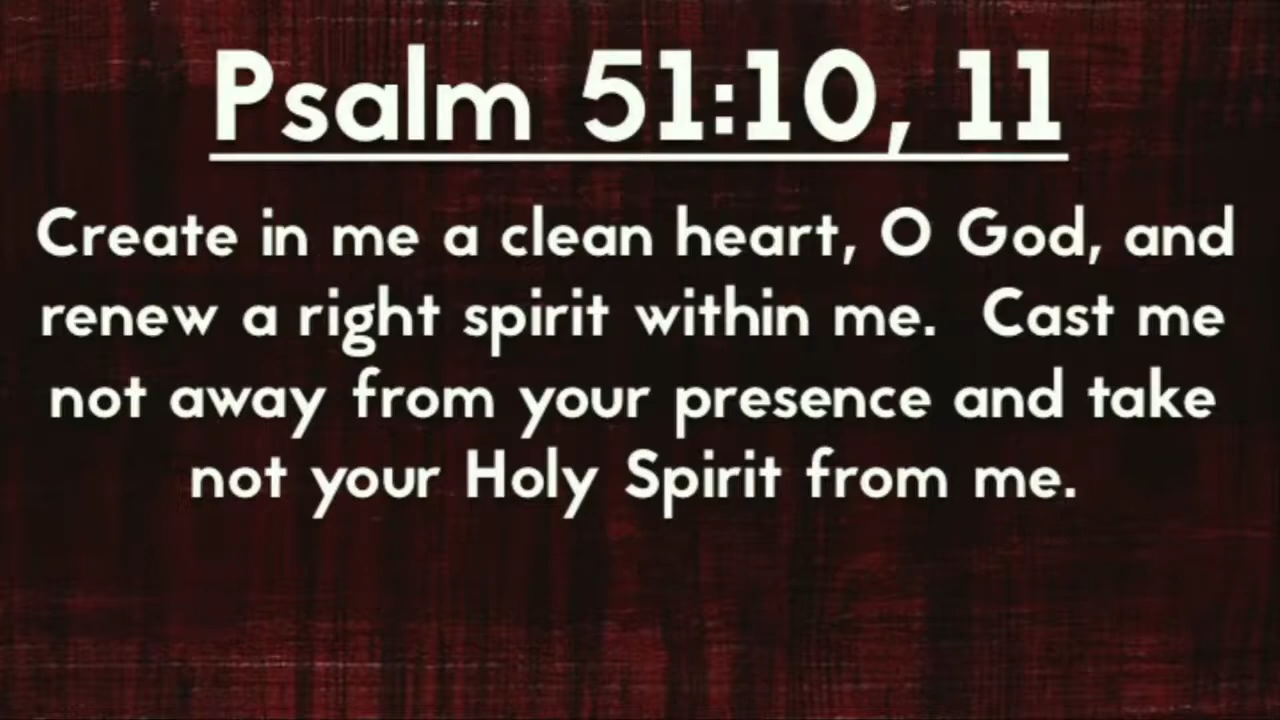 Psalm 51:10, 11
Create in me a clean heart, O God, and
renew a right spirit within me.  Cast me
not away from your presence and take
not your Holy Spirit from me.